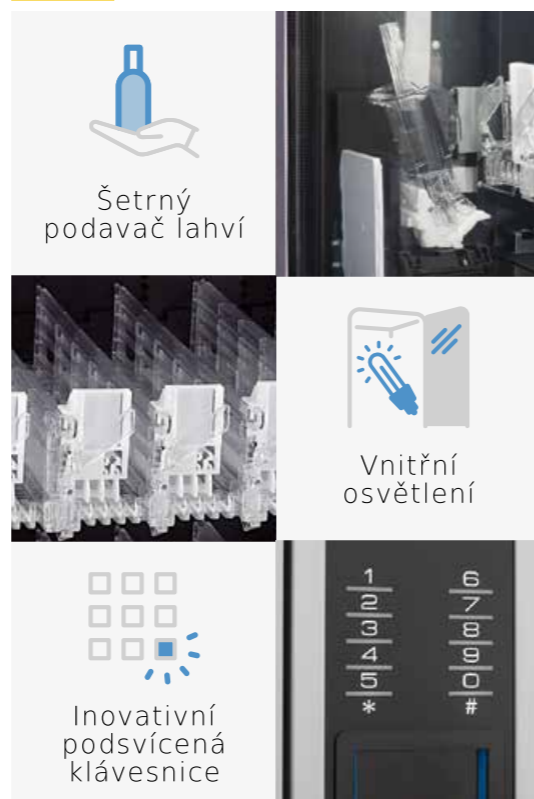 Šetrný
podavač lahví
Vnitřní
osvětlení
Inovativní
podsvícená
klávesnice
1 6
2 7
3 8
4 9
5 0
* #